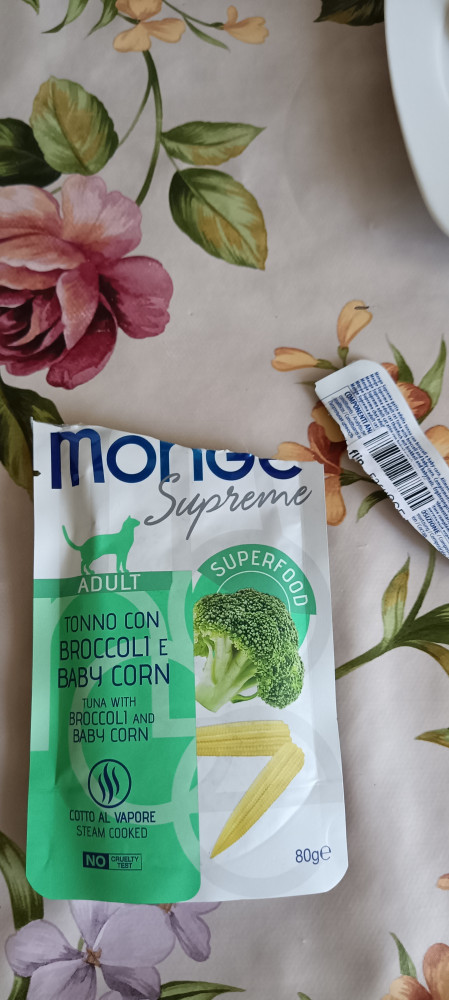 monge
Supreme
SUPERFOOD
ADULT
TONNO CON
BROCCOLI E
BABY CORN
TUNA WITH
BROCCOLI AND
BABY CORN
COTTO AL VAPORE
STEAM COOKED
NO CRUELTY
TEST
80g℮